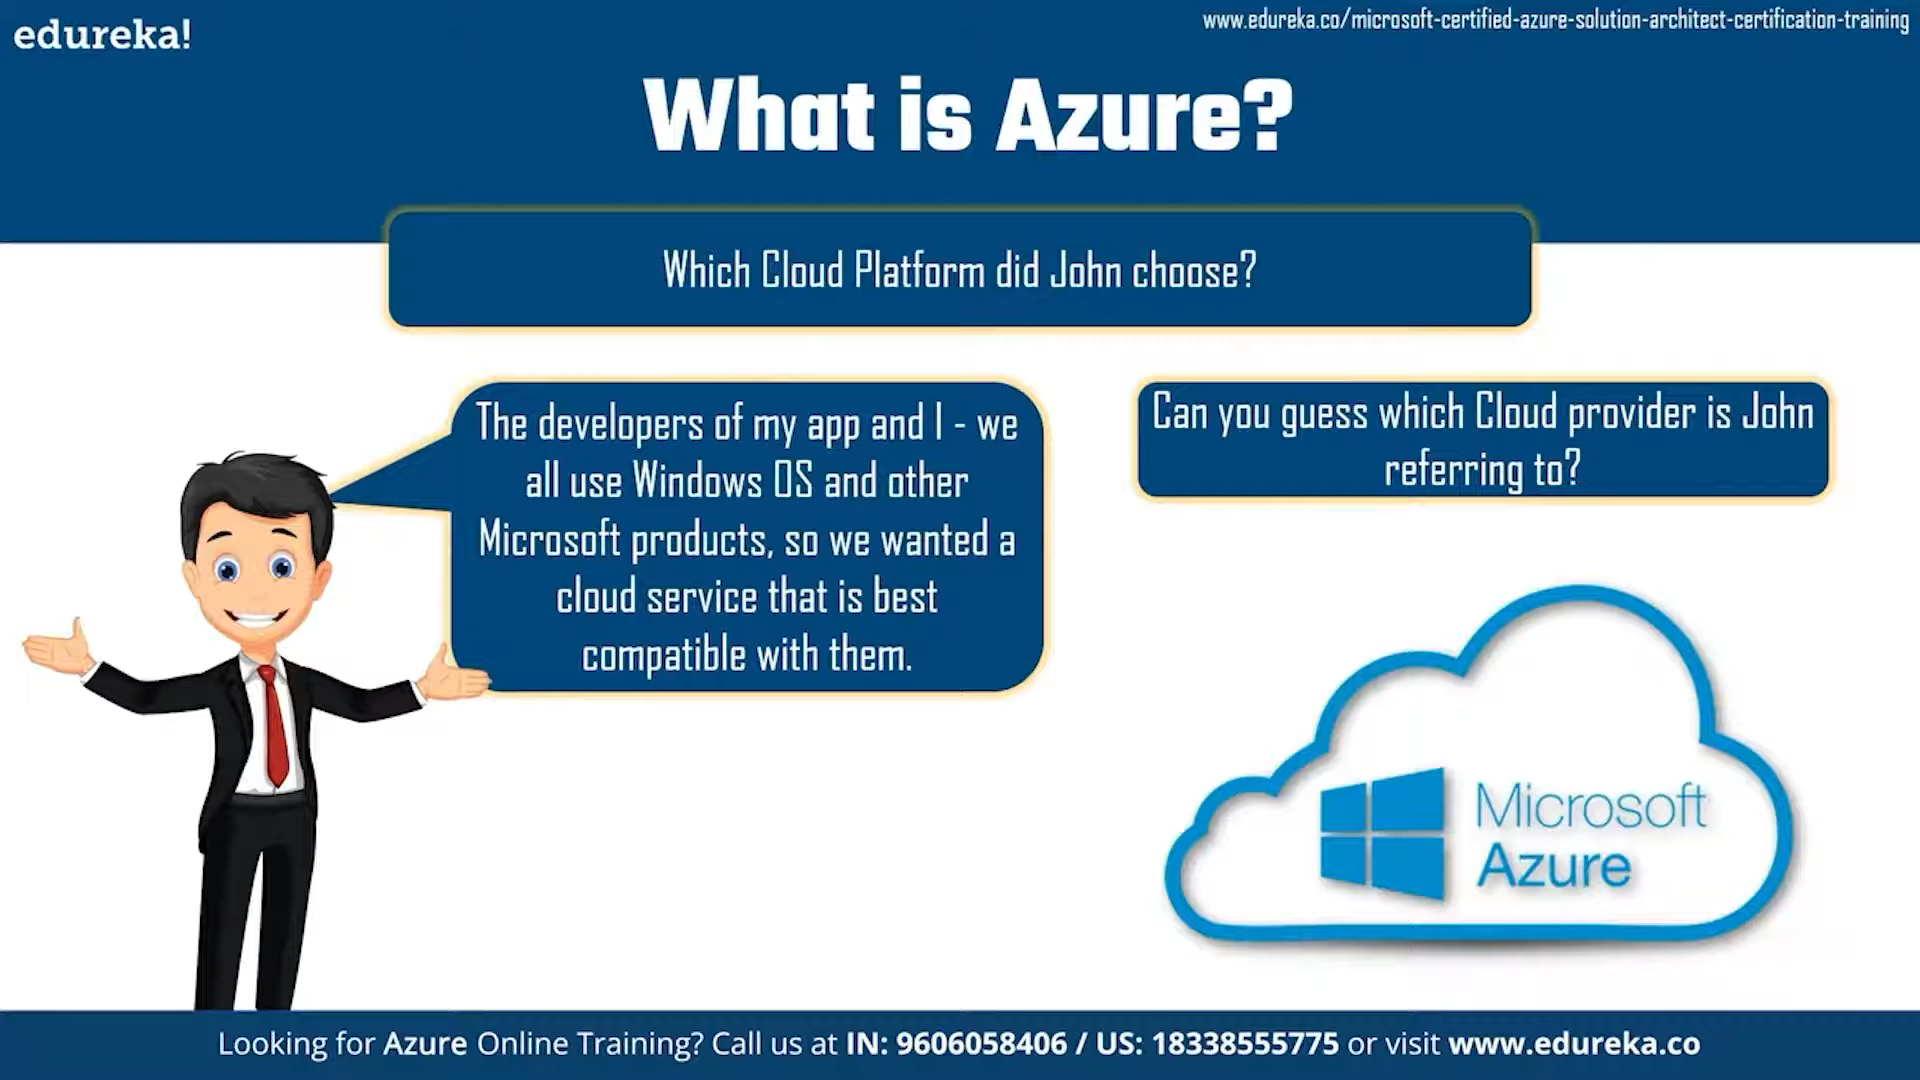 edureka!
www.edureka.co/microsoft-certified-azure-solution-architect-certification-training
What is Azure?
Which Cloud Platform did John choose?
The developers of my app and I - we
all use Windows OS and other
Microsoft products, so we wanted a
cloud service that is best
compatible with them.
Can you guess which Cloud provider is John
referring to?
Microsoft
Azure
Looking for Azure Online Training? Call us at IN: 9606058406 / US: 18338555775 or visit www.edureka.co